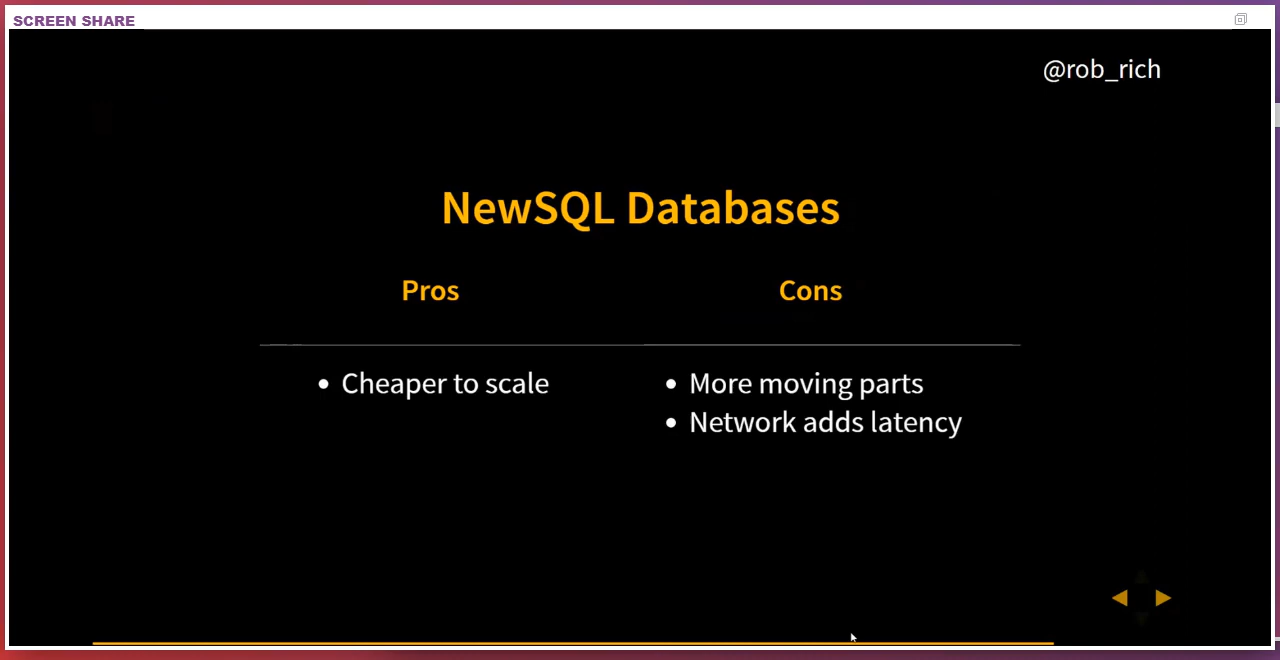 SCREEN SHARE
@rob_rich
NewSQL Databases
Pros
Cons
Cheaper to scale
More moving parts
Network adds latency